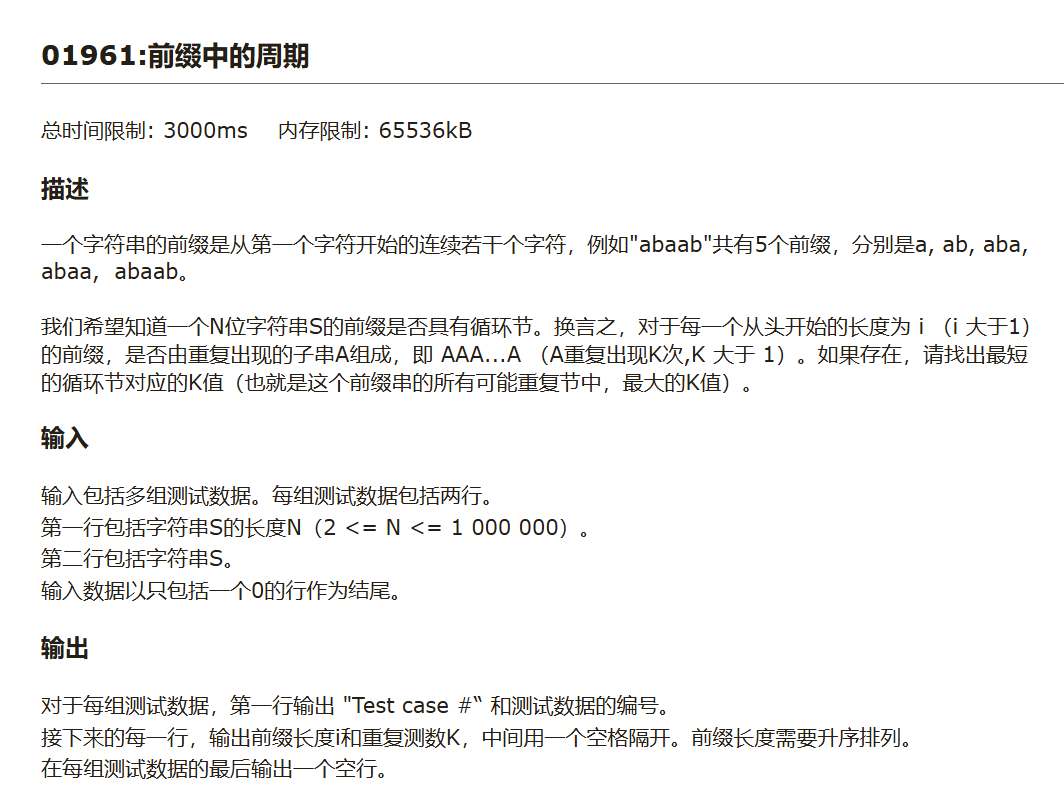 01961:前缀中的周期
总时间限制: 3000ms 内存限制: 65536kB
描述
一个字符串的前缀是从第一个字符开始的连续若干个字符，例如"abaab"共有5个前缀，分别是a, ab, aba,
abaa，abaab。
我们希望知道一个N位字符串S的前缀是否具有循环节。换言之，对于每一个从头开始的长度为 i （i 大于1）
的前缀，是否由重复出现的子串A组成，即 AAA...A （A重复出现K次,K 大于 1）。如果存在，请找出最短
的循环节对应的K值（也就是这个前缀串的所有可能重复节中，最大的K值）。
输入
输入包括多组测试数据。每组测试数据包括两行。
第一行包括字符串S的长度N（2 <= N <= 1 000 000）。
第二行包括字符串S。
输入数据以只包括一个0的行作为结尾。
输出
对于每组测试数据，第一行输出 "Test case #“ 和测试数据的编号。
接下来的每一行，输出前缀长度i和重复测数K，中间用一个空格隔开。前缀长度需要升序排列。
在每组测试数据的最后输出一个空行。